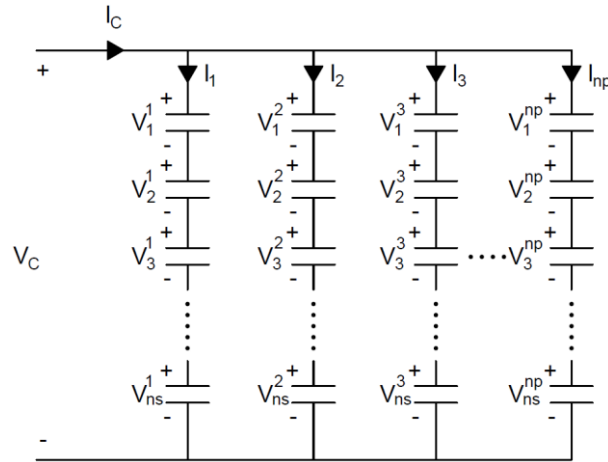 I_C
+ I_1 I_2 I_3 I_np
+ + + +
V_1^1 V_1^2 V_1^3 V_1^np
- - - -
+ + + +
V_2^1 V_2^2 V_2^3 V_2^np
- - - -
+ + + +
V_C V_3^1 V_3^2 V_3^3 ..... V_3^np
- - - -
+ + + +
V_ns^1 V_ns^2 V_ns^3 V_ns^np
- - - - -